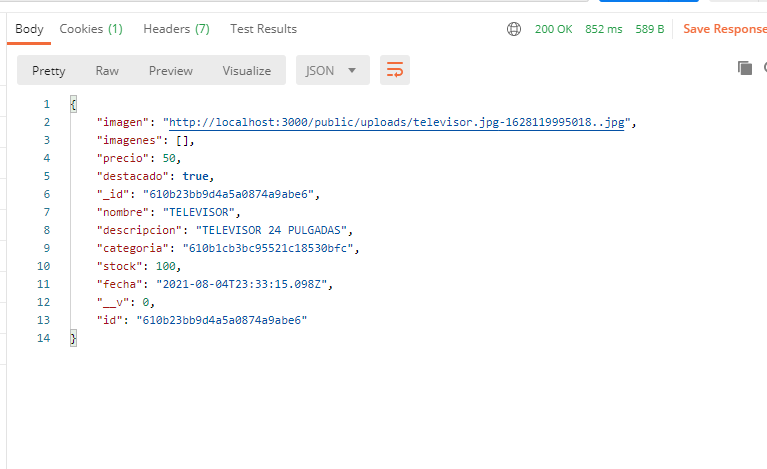 Body Cookies (1) Headers (7) Test Results 200 OK 852 ms 589 B Save Response
Pretty Raw Preview Visualize JSON
1 {
2 "imagen": "http://localhost:3000/public/uploads/televisor.jpg-1628119995018..jpg",
3 "imagenes": [],
4 "precio": 50,
5 "destacado": true,
6 "_id": "610b23bb9d4a5a0874a9abe6",
7 "nombre": "TELEVISOR",
8 "descripcion": "TELEVISOR 24 PULGADAS",
9 "categoria": "610b1cb3bc95521c18530bfc",
10 "stock": 100,
11 "fecha": "2021-08-04T23:33:15.098Z",
12 "__v": 0,
13 "id": "610b23bb9d4a5a0874a9abe6"
14 }